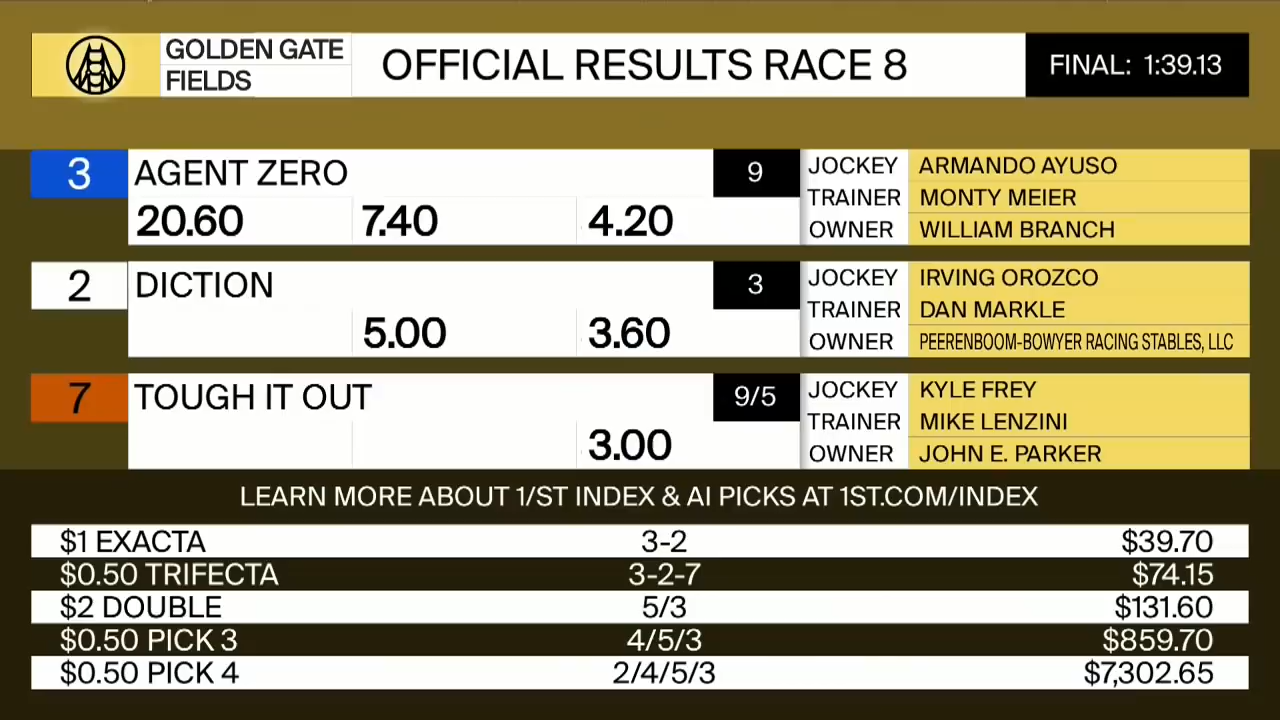 GOLDEN GATE
FIELDS
OFFICIAL RESULTS RACE 8
FINAL: 1:39.13
3 AGENT ZERO 9
20.60 7.40 4.20
JOCKEY ARMANDO AYUSO
TRAINER MONTY MEIER
OWNER WILLIAM BRANCH
2 DICTION 3
5.00 3.60
JOCKEY IRVING OROZCO
TRAINER DAN MARKLE
OWNER PEERENBOOM-BOWYER RACING STABLES, LLC
7 TOUGH IT OUT 9/5
3.00
JOCKEY KYLE FREY
TRAINER MIKE LENZINI
OWNER JOHN E. PARKER
LEARN MORE ABOUT 1/ST INDEX & AI PICKS AT 1ST.COM/INDEX
$1 EXACTA 3-2 $39.70
$0.50 TRIFECTA 3-2-7 $74.15
$2 DOUBLE 5/3 $131.60
$0.50 PICK 3 4/5/3 $859.70
$0.50 PICK 4 2/4/5/3 $7,302.65